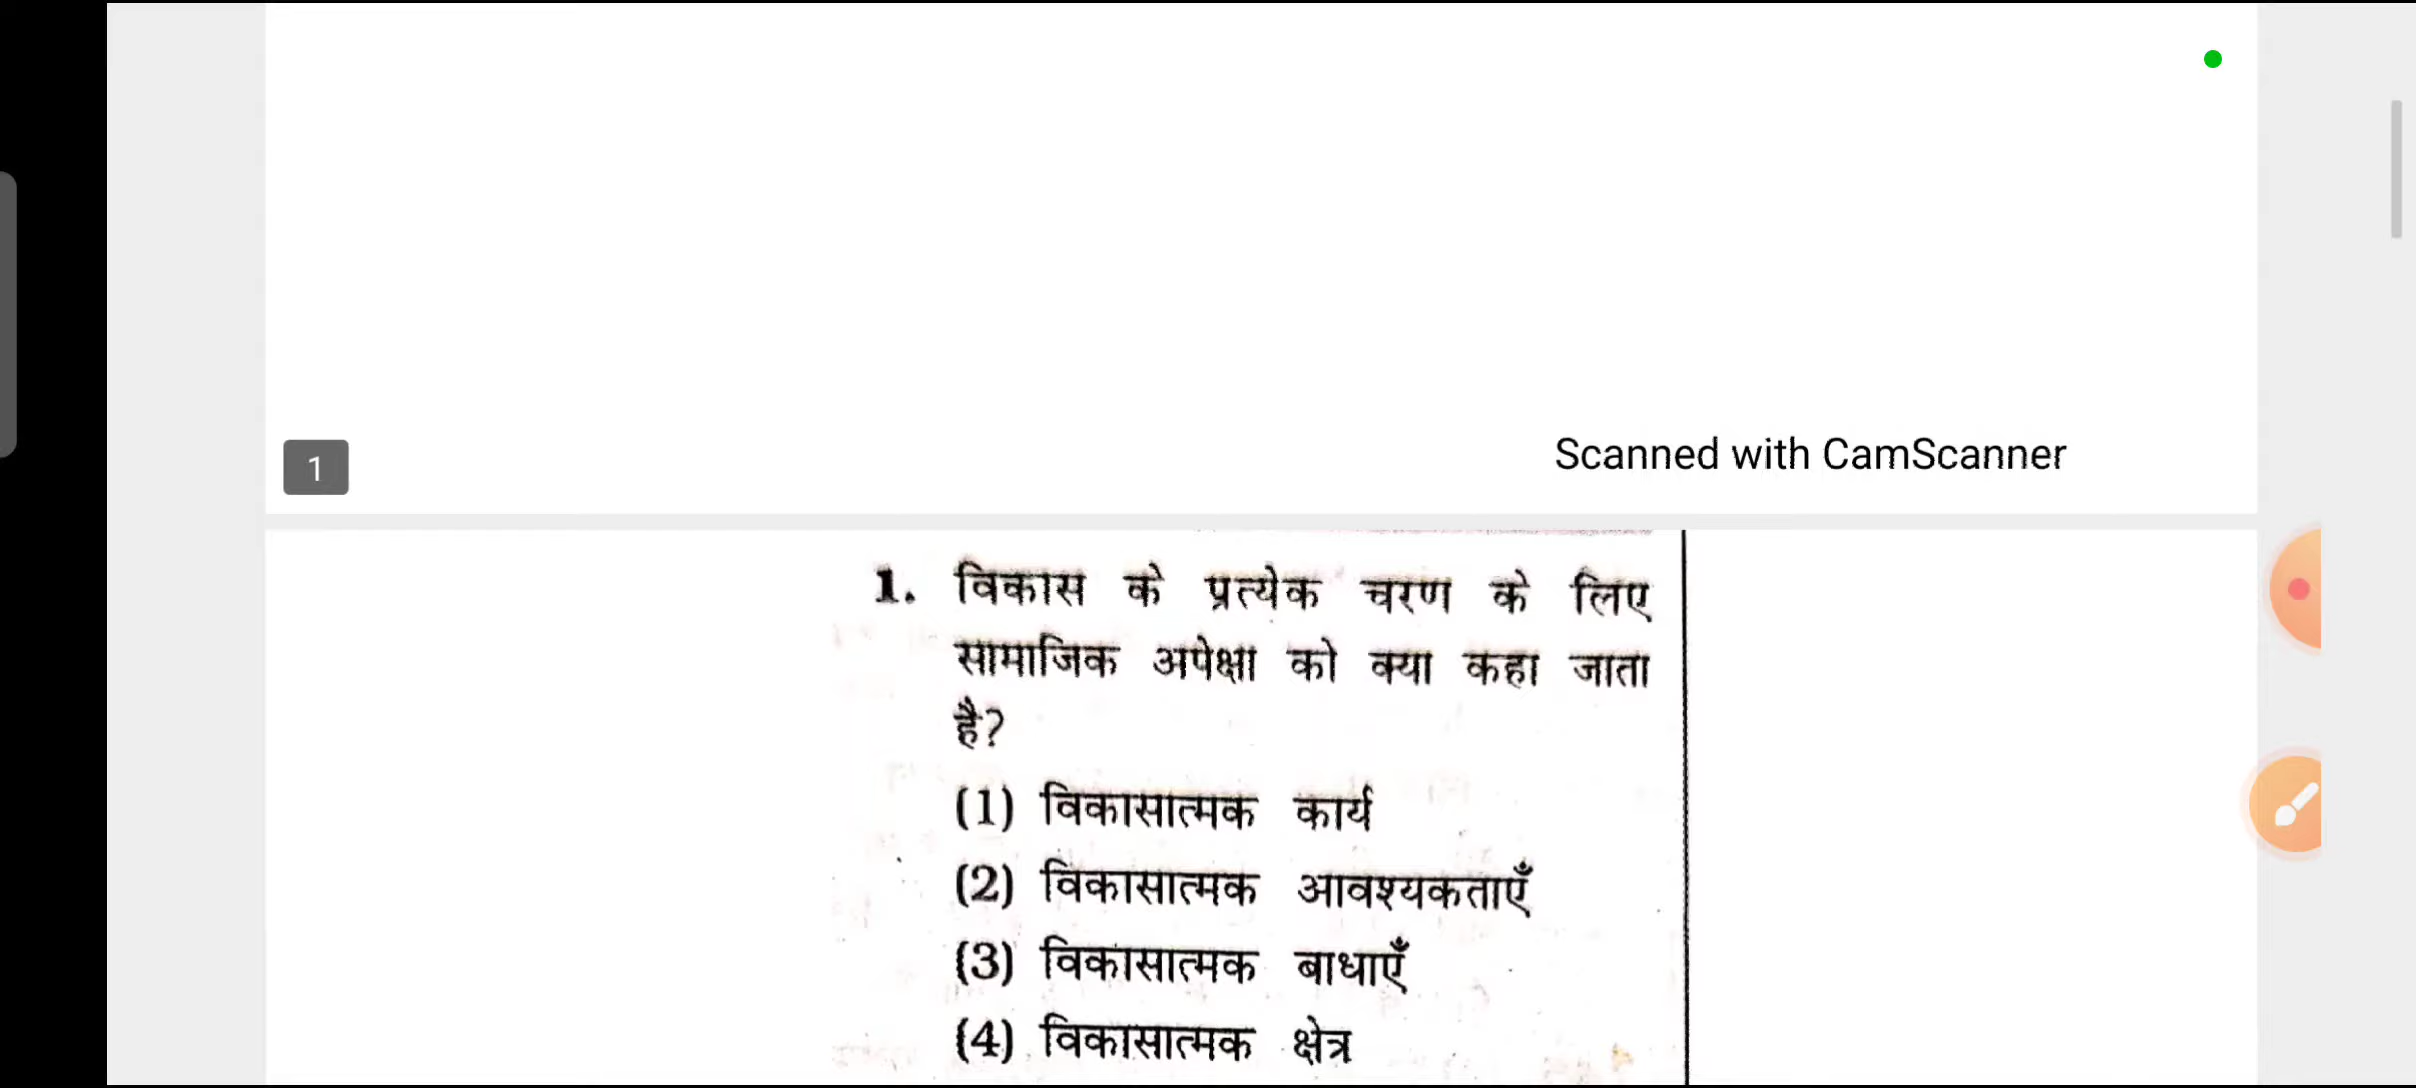 Scanned with CamScanner
1
1. विकास के प्रत्येक चरण के लिए
सामाजिक अपेक्षा को क्या कहा जाता
है?
(1) विकासात्मक कार्य
(2) विकासात्मक आवश्यकताएँ
(3) विकासात्मक बाधाएँ
(4) विकासात्मक क्षेत्र